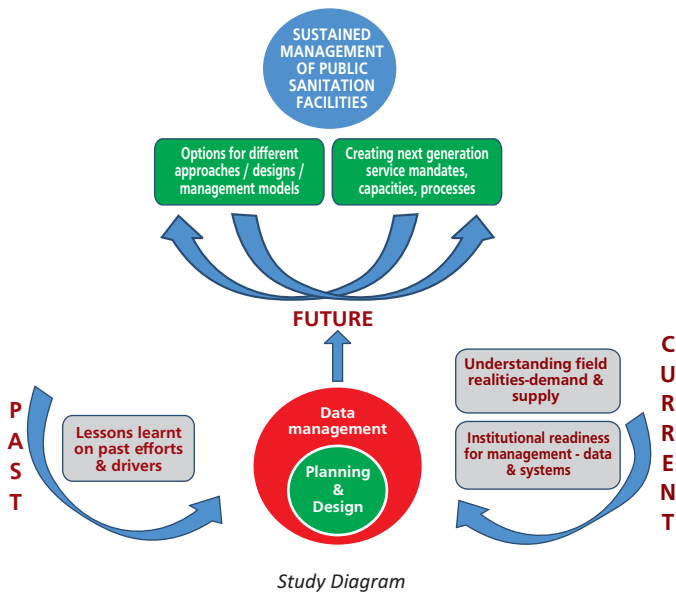 SUSTAINED
MANAGEMENT
OF PUBLIC
SANITATION
FACILITIES
Options for different
approaches / designs /
management models
Creating next generation
service mandates,
capacities, processes
FUTURE
PAST
Lessons learnt
on past efforts
& drivers
Data
management
Planning
&
Design
Understanding field
realities-demand &
supply
Institutional readiness
for management - data
& systems
CURRENT
Study Diagram